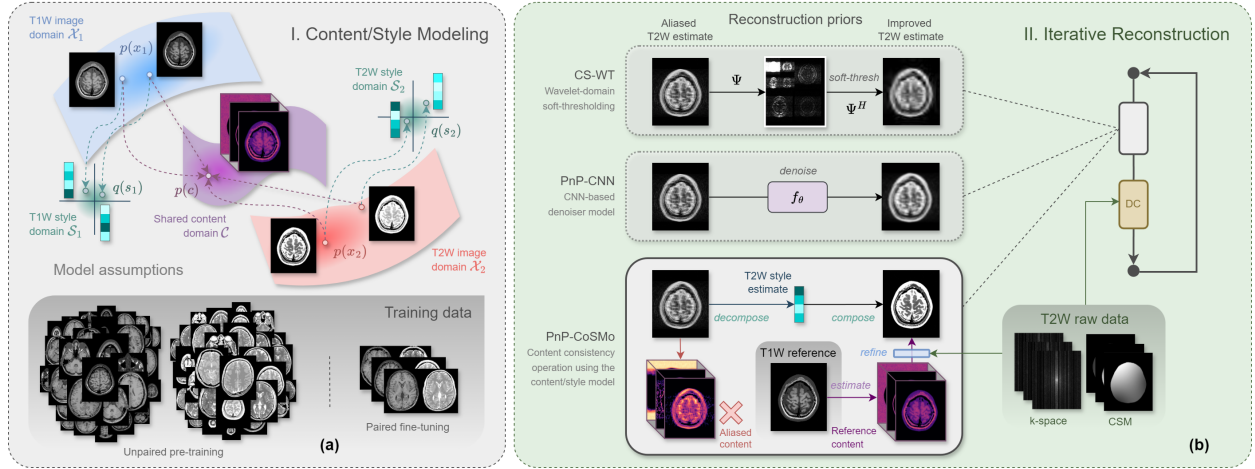 I. Content/Style Modeling
T1W image
domain 𝒳₁
p(x₁)
T2W style
domain 𝒮₂
q(s₂)
q(s₁)
p(c)
T1W style
domain 𝒮₁
Shared content
domain 𝒞
p(x₂)
T2W image
domain 𝒳₂
Model assumptions
Training data
Unpaired pre-training
Paired fine-tuning
(a)
Reconstruction priors
II. Iterative Reconstruction
Aliased
T2W estimate
Improved
T2W estimate
CS-WT
Wavelet-domain
soft-thresholding
Ψ
soft-thresh
Ψᴴ
PnP-CNN
CNN-based
denoiser model
denoise
f_θ
DC
PnP-CoSMo
Content consistency
operation using the
content/style model
T2W style
estimate
decompose
compose
T1W reference
refine
estimate
Aliased
content
Reference
content
T2W raw data
k-space
CSM
(b)